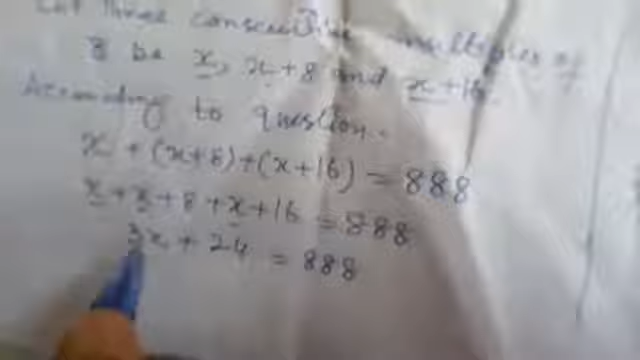 Let three consecutive multiples of
8 be x, x+8 and x+16.
According to question.
x + (x+8)+(x+16) = 888
x+x+8+x+16 = 888
3x + 24 = 888